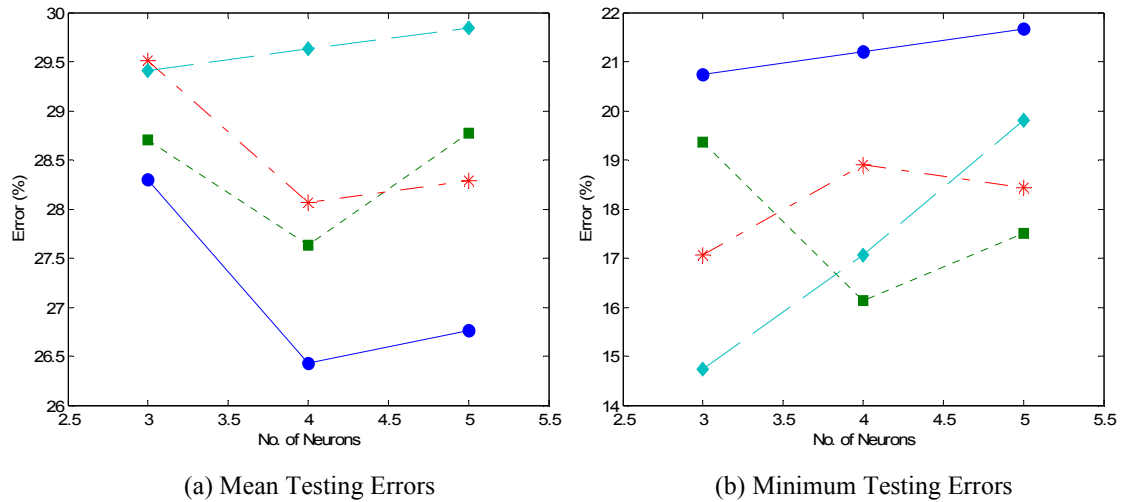 30
29.5
29
28.5
28
27.5
27
26.5
26
2.5 3 3.5 4 4.5 5 5.5
Error (%)
No. of Neurons
(a) Mean Testing Errors
22
21
20
19
18
17
16
15
14
2.5 3 3.5 4 4.5 5 5.5
Error (%)
No. of Neurons
(b) Minimum Testing Errors